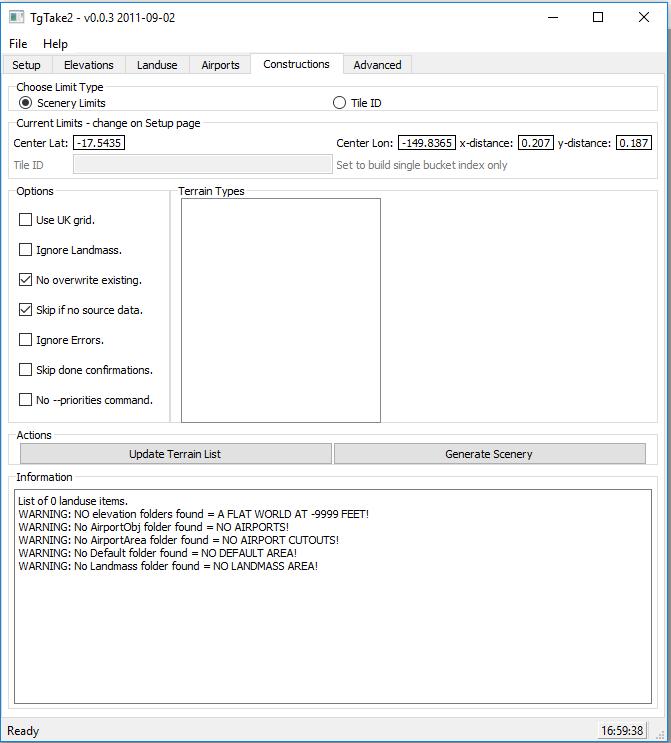 TgTake2 - v0.0.3 2011-09-02
File Help
Setup Elevations Landuse Airports Constructions Advanced
Choose Limit Type
Scenery Limits Tile ID
Current Limits - change on Setup page
Center Lat: -17.5435 Center Lon: -149.8365 x-distance: 0.207 y-distance: 0.187
Tile ID Set to build single bucket index only
Options Terrain Types
Use UK grid.
Ignore Landmass.
No overwrite existing.
Skip if no source data.
Ignore Errors.
Skip done confirmations.
No --priorities command.
Actions
Update Terrain List Generate Scenery
Information
List of 0 landuse items.
WARNING: NO elevation folders found = A FLAT WORLD AT -9999 FEET!
WARNING: No AirportObj folder found = NO AIRPORTS!
WARNING: No AirportArea folder found = NO AIRPORT CUTOUTS!
WARNING: No Default folder found = NO DEFAULT AREA!
WARNING: No Landmass folder found = NO LANDMASS AREA!
Ready 16:59:38